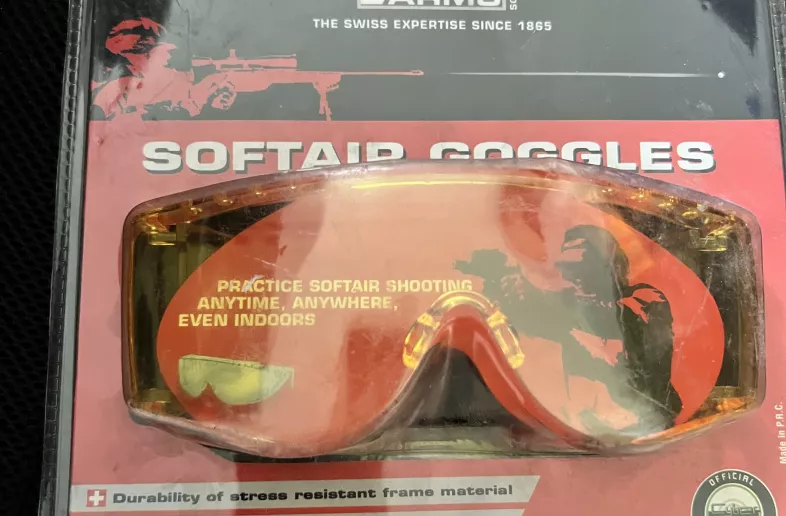 THE SWISS EXPERTISE SINCE 1865
SOFTAIR GOGGLES
PRACTICE SOFTAIR SHOOTING
ANYTIME, ANYWHERE,
EVEN INDOORS
Durability of stress resistant frame material
Made in P.R.C.
OFFICIAL
Cyber